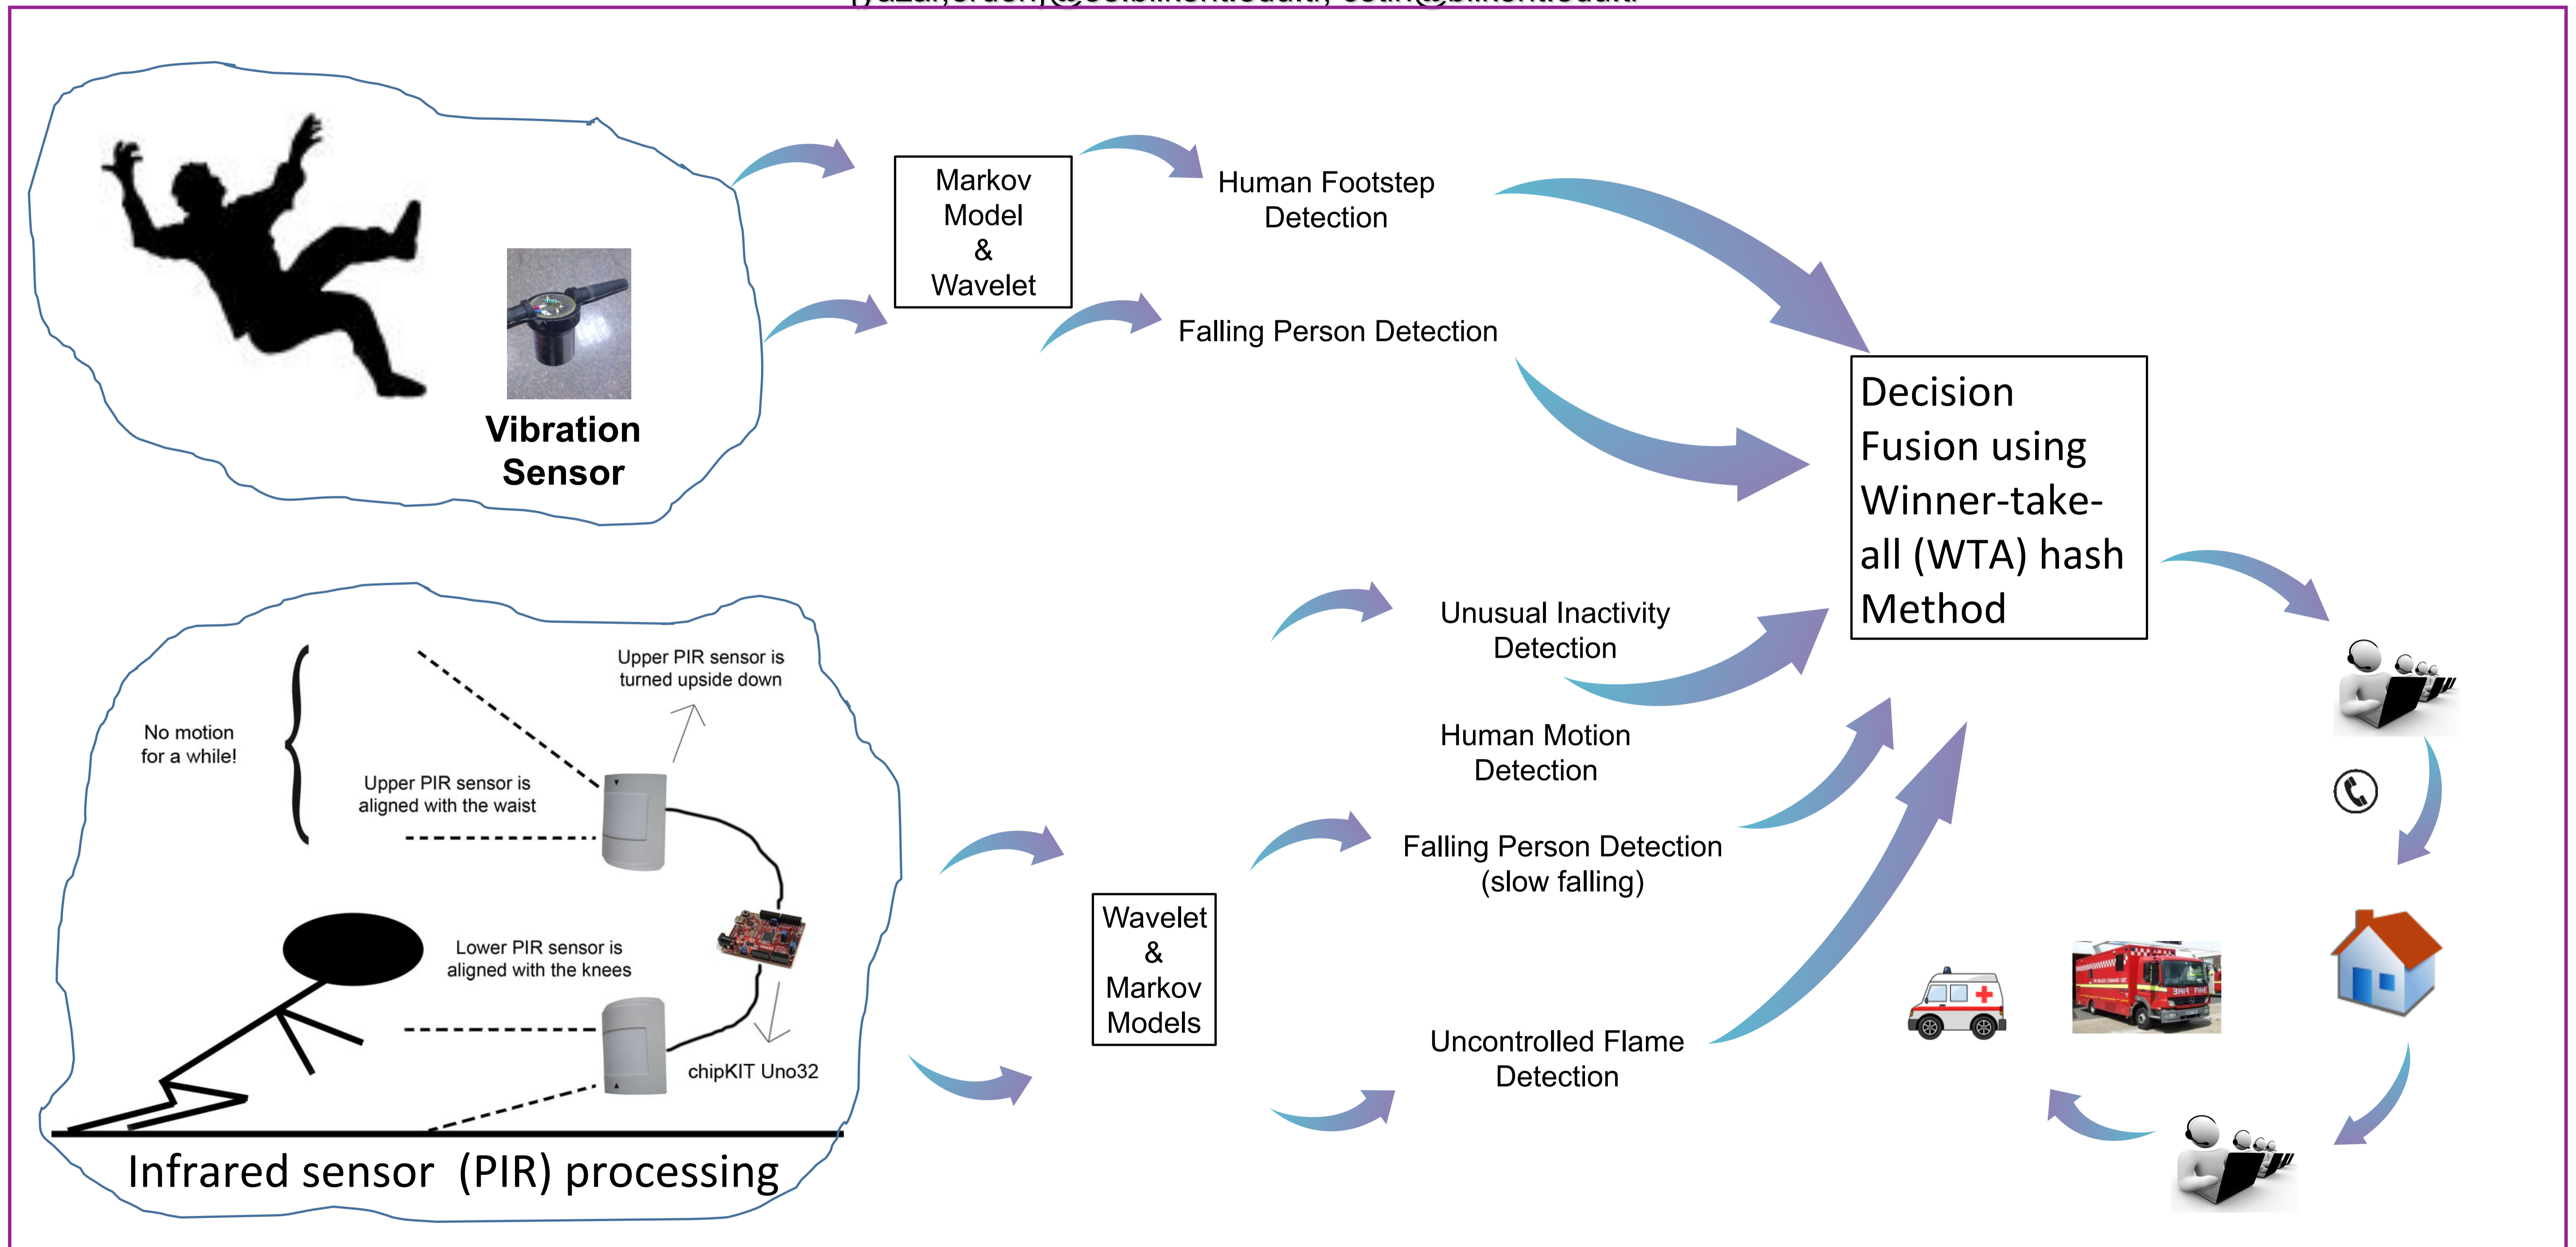 Vibration
Sensor
Markov
Model
&
Wavelet
Human Footstep
Detection
Falling Person Detection
Decision
Fusion using
Winner-take-
all (WTA) hash
Method
No motion
for a while!
Upper PIR sensor is
turned upside down
Upper PIR sensor is
aligned with the waist
Lower PIR sensor is
aligned with the knees
chipKIT Uno32
Infrared sensor (PIR) processing
Wavelet
&
Markov
Models
Unusual Inactivity
Detection
Human Motion
Detection
Falling Person Detection
(slow falling)
Uncontrolled Flame
Detection